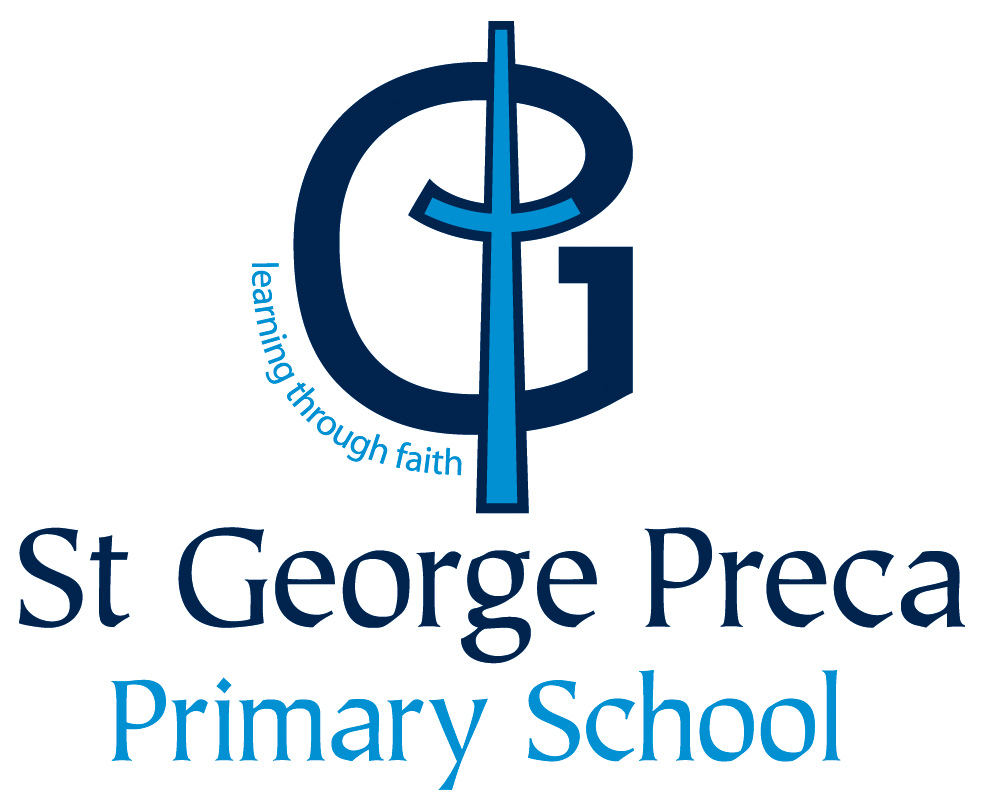 learning through faith
St George Preca
Primary School